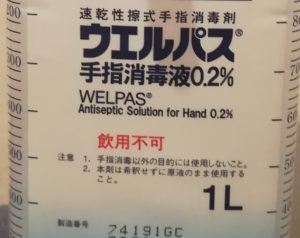 速乾性擦式手指消毒剤
ウエルパス®
手指消毒液0.2%
WELPAS®
Antiseptic Solution for Hand 0.2%
飲用不可
注意 1. 手指消毒以外の目的には使用しないこと。
2. 本剤は希釈せずに原液のまま使用する
こと。
1L
製造番号 74191GC